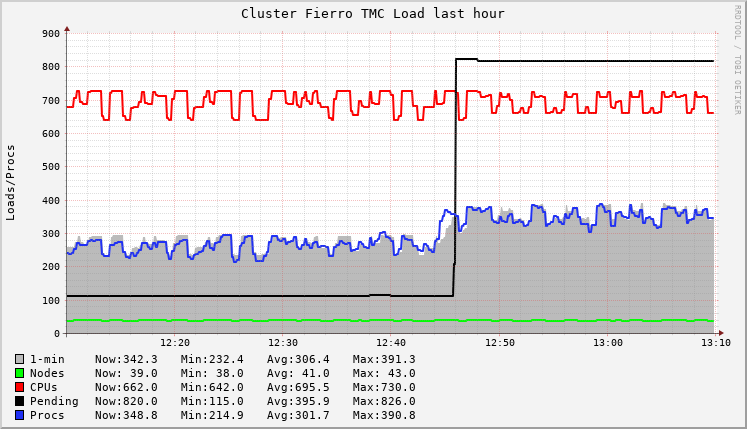 Cluster Fierro TMC Load last hour
RRDTOOL / TOBI OETIKER
Loads/Procs
900
800
700
600
500
400
300
200
100
0
12:20 12:30 12:40 12:50 13:00 13:10
1-min Now:342.3 Min:232.4 Avg:306.4 Max:391.3
Nodes Now: 39.0 Min: 38.0 Avg: 41.0 Max: 43.0
CPUs Now:662.0 Min:642.0 Avg:695.5 Max:730.0
Pending Now:820.0 Min:115.0 Avg:395.9 Max:826.0
Procs Now:348.8 Min:214.9 Avg:301.7 Max:390.8